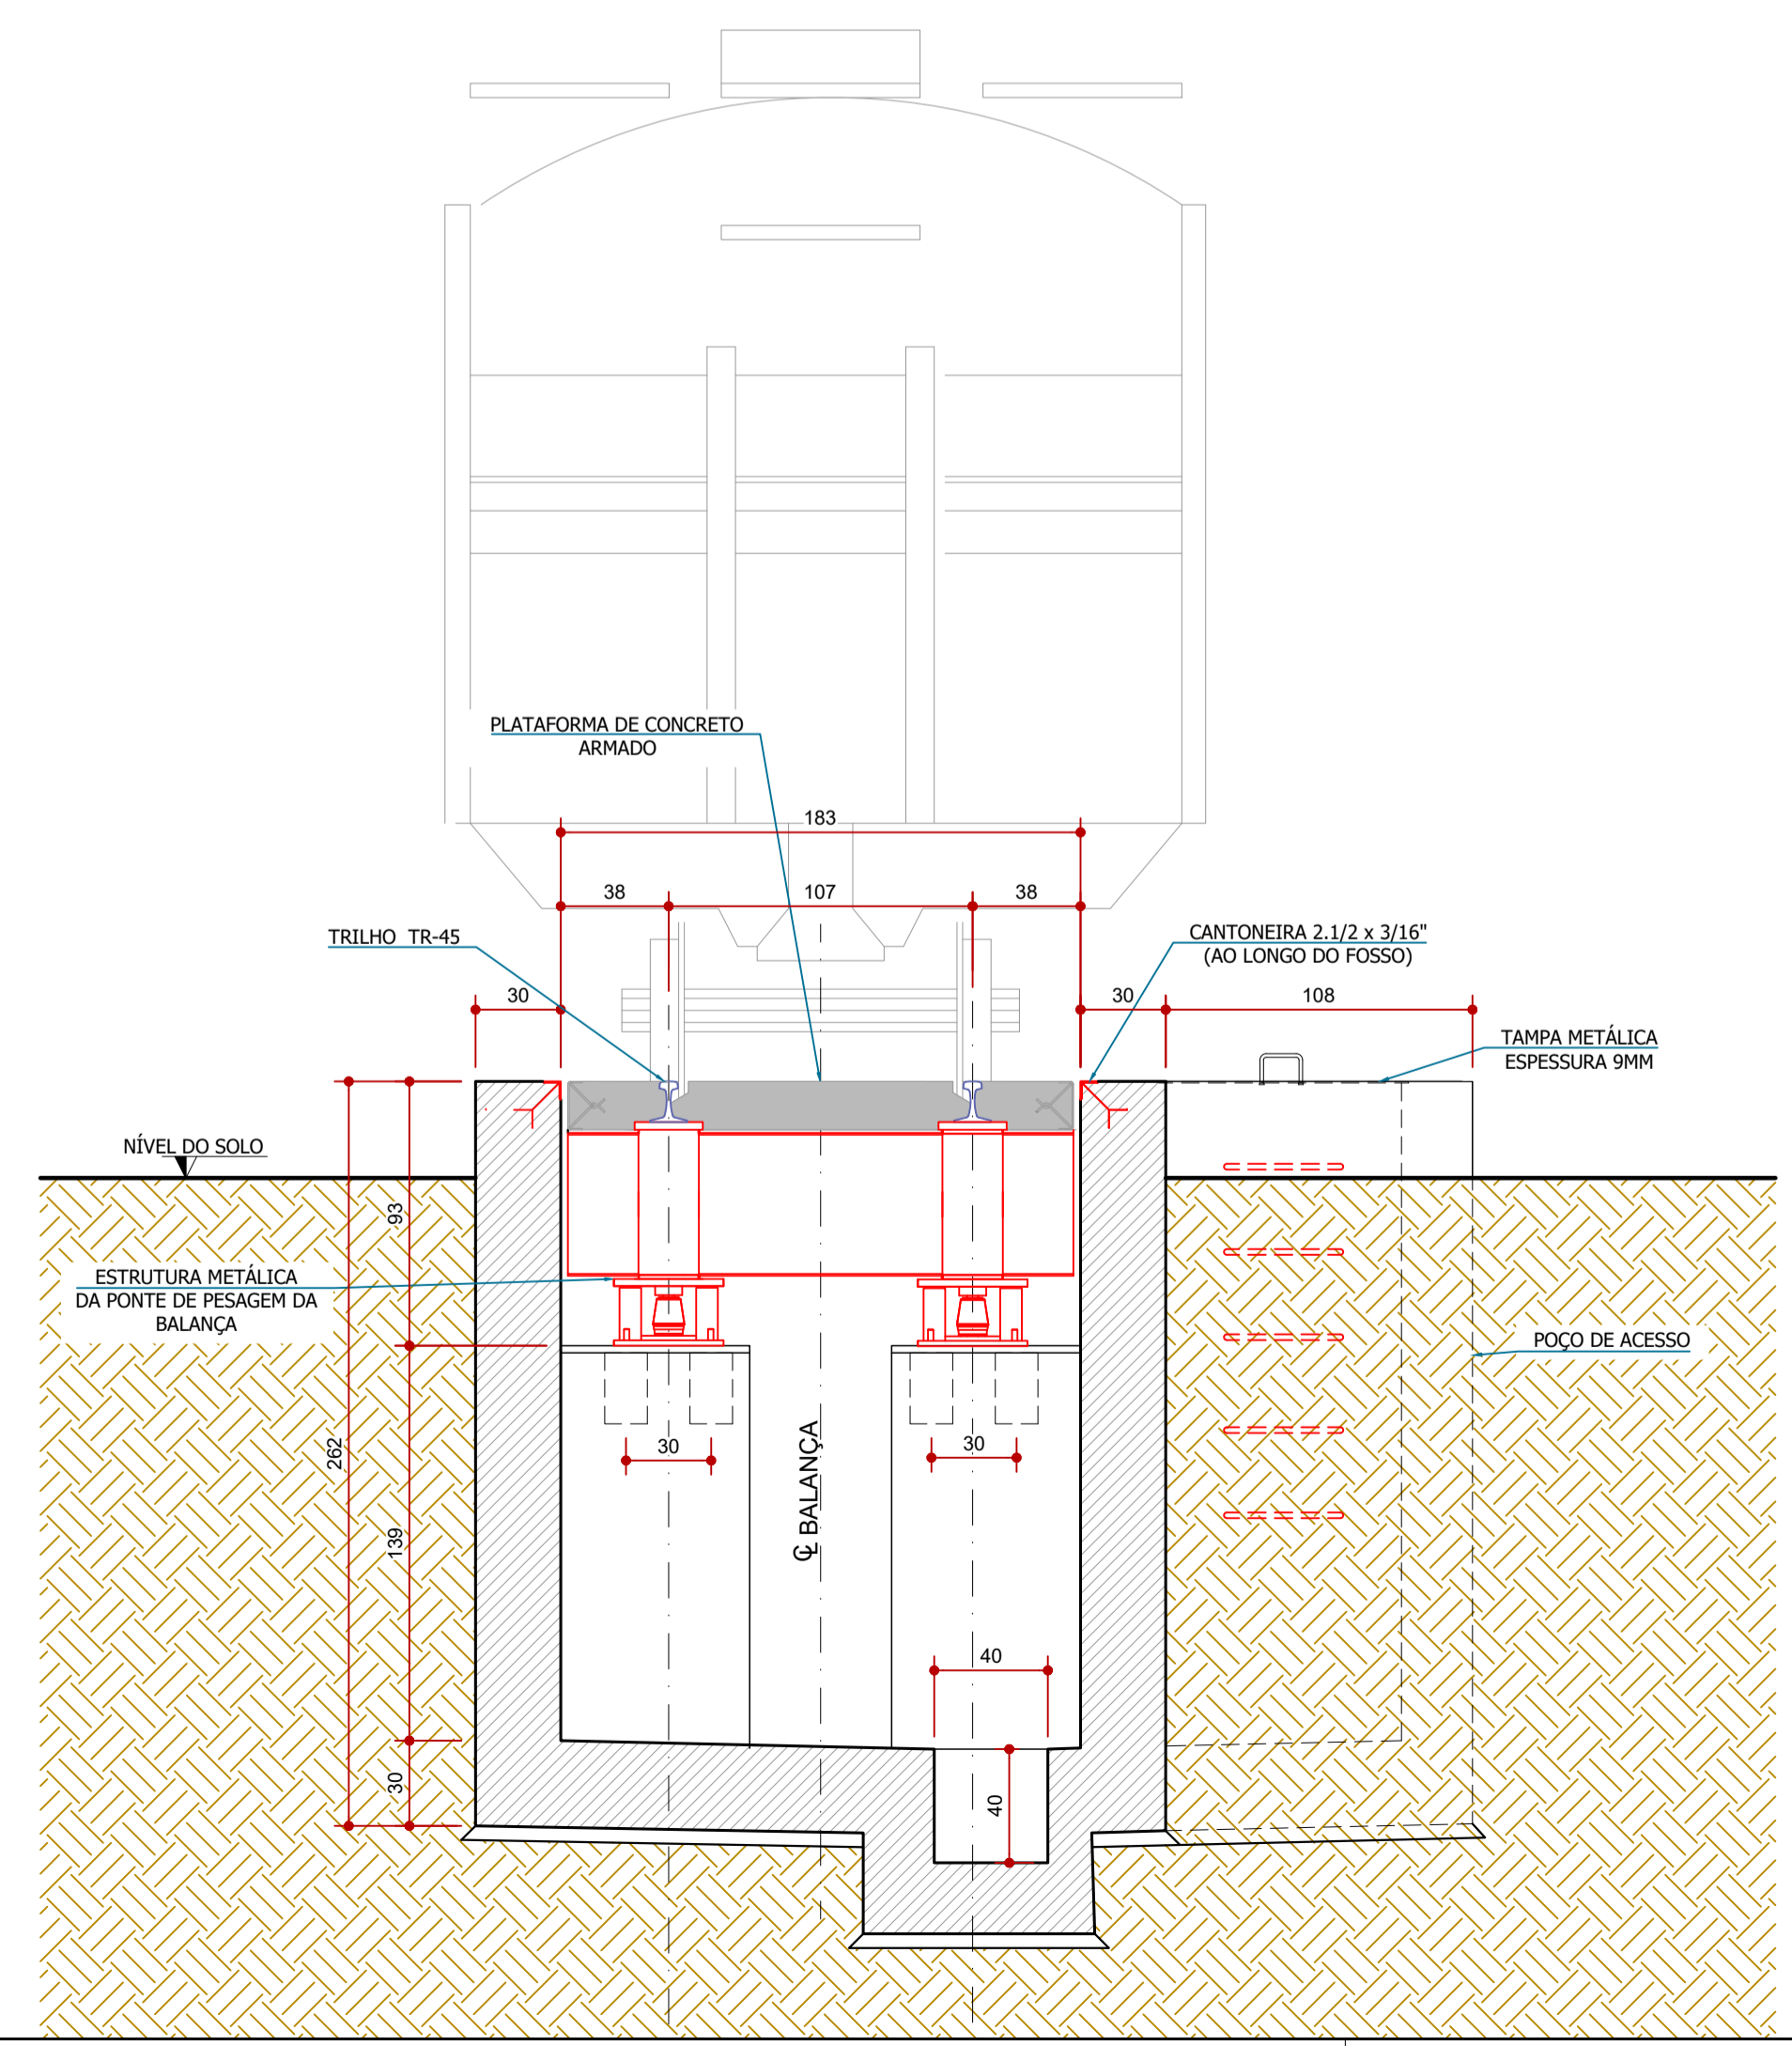 PLATAFORMA DE CONCRETO
ARMADO
183
38
107
38
TRILHO TR-45
CANTONEIRA 2.1/2 x 3/16"
(AO LONGO DO FOSSO)
30
30
108
TAMPA METÁLICA
ESPESSURA 9MM
NÍVEL DO SOLO
93
ESTRUTURA METÁLICA
DA PONTE DE PESAGEM DA
BALANÇA
POÇO DE ACESSO
262
30
30
℄ BALANÇA
139
40
30
40